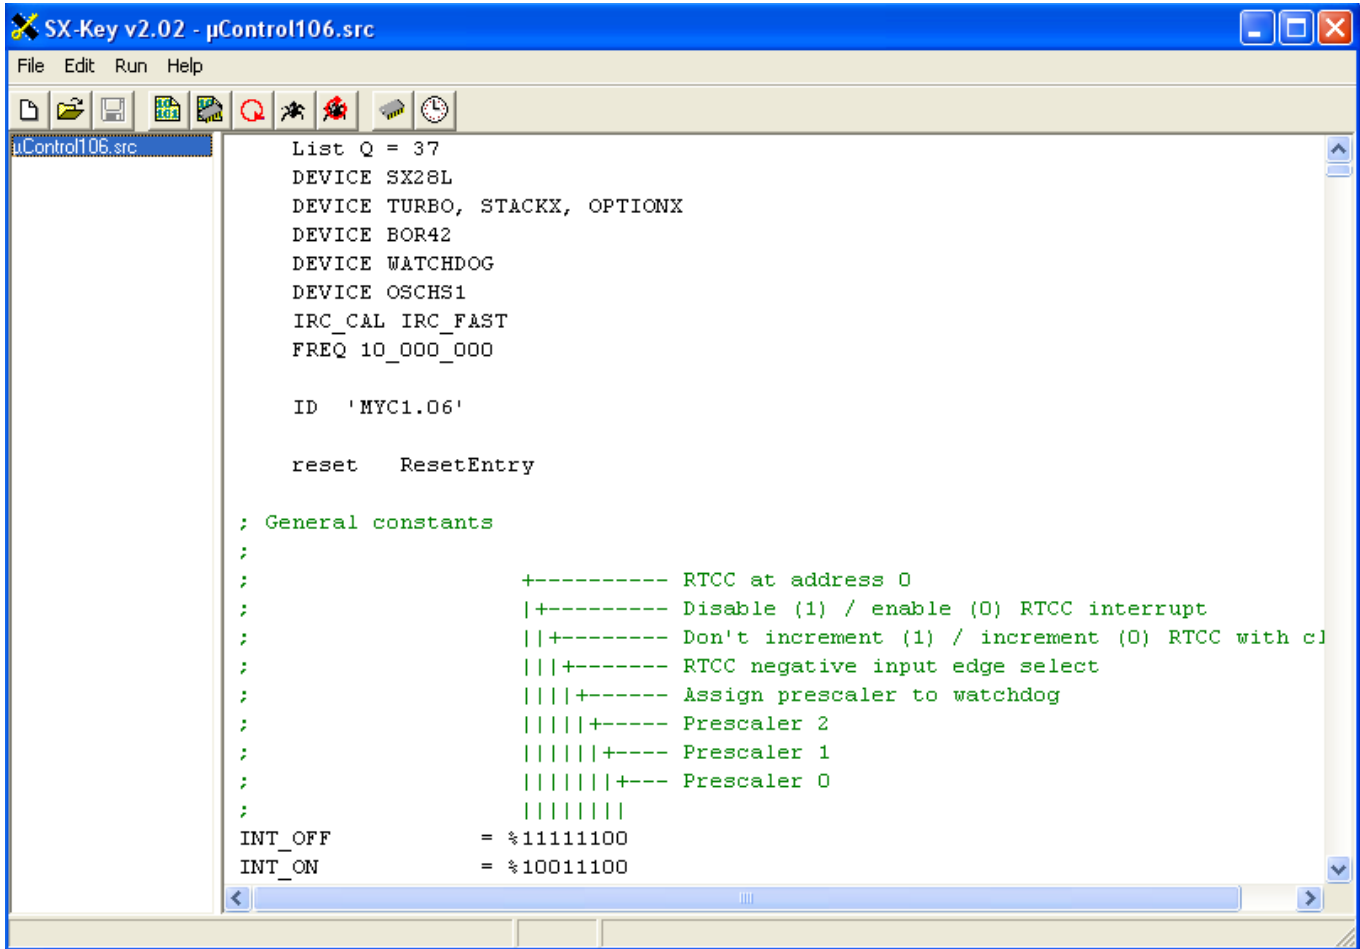 SX-Key v2.02 - µControl106.src
File Edit Run Help
µControl106.src
List Q = 37
DEVICE SX28L
DEVICE TURBO, STACKX, OPTIONX
DEVICE BOR42
DEVICE WATCHDOG
DEVICE OSCHS1
IRC_CAL IRC_FAST
FREQ 10_000_000
ID 'MYC1.06'
reset ResetEntry
; General constants
;
; +---------- RTCC at address 0
; |+--------- Disable (1) / enable (0) RTCC interrupt
; ||+-------- Don't increment (1) / increment (0) RTCC with cl
; |||+------- RTCC negative input edge select
; ||||+------ Assign prescaler to watchdog
; |||||+----- Prescaler 2
; ||||||+---- Prescaler 1
; |||||||+--- Prescaler 0
; ||||||||
INT_OFF = %11111100
INT_ON = %10011100